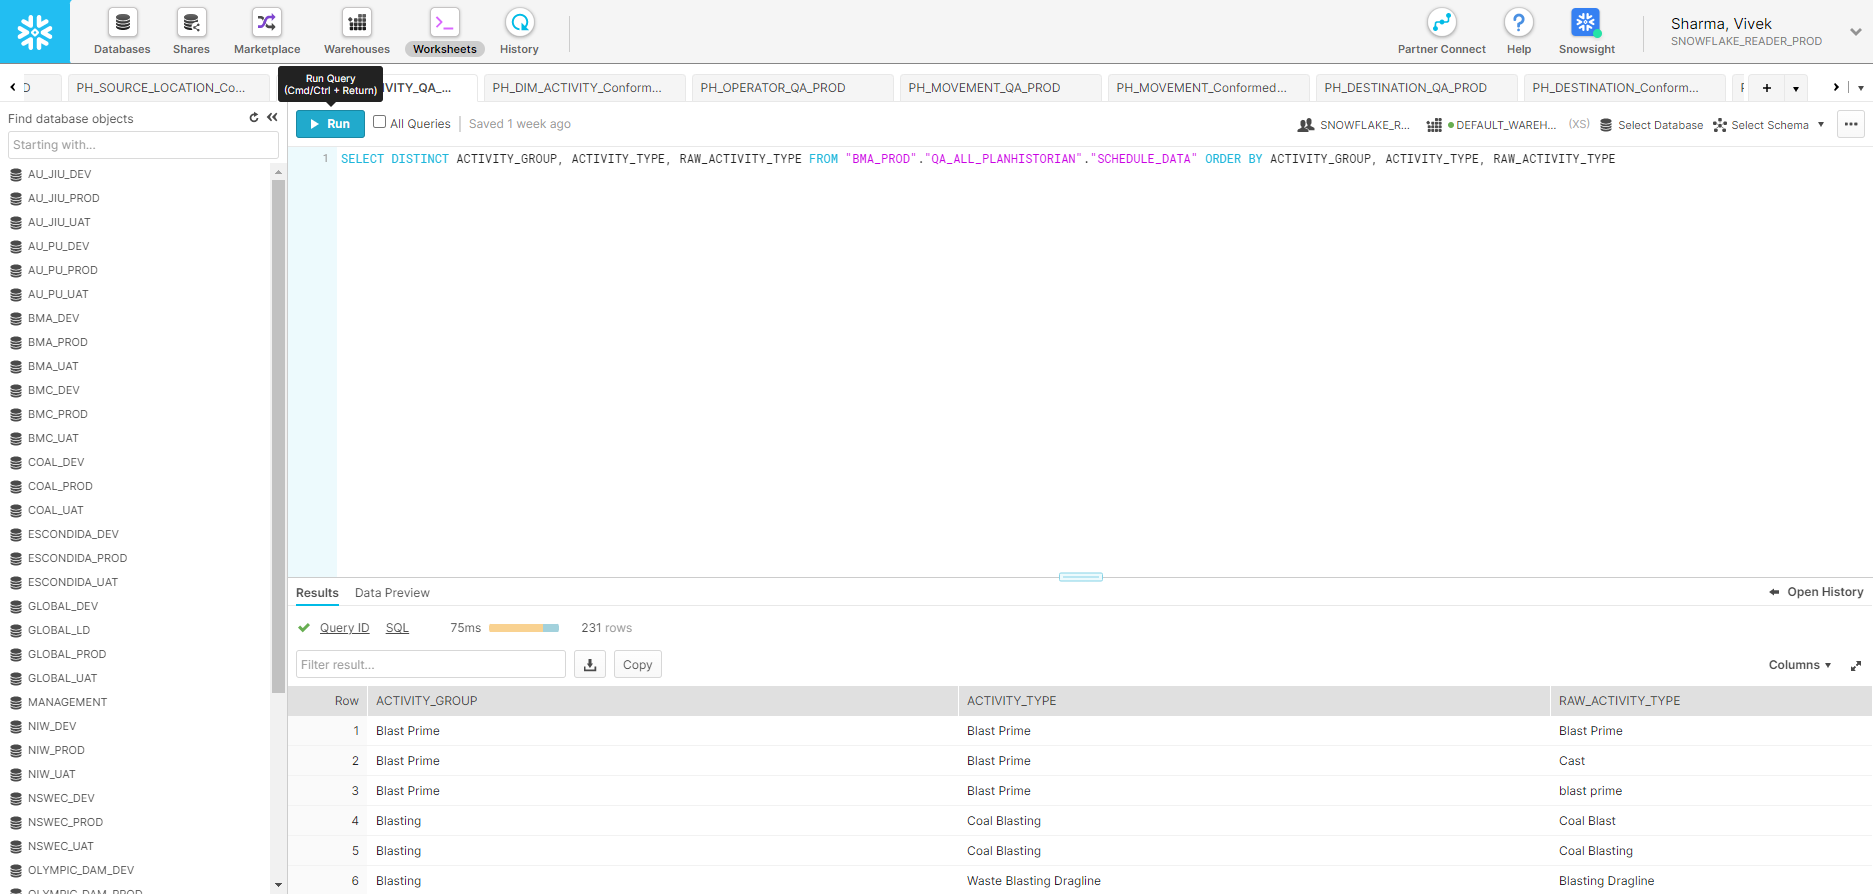 Databases
Shares
Marketplace
Warehouses
Worksheets
History
Partner Connect
Help
Snowsight
Sharma, Vivek
SNOWFLAKE_READER_PROD
Run Query
(Cmd/Ctrl + Return)
PH_SOURCE_LOCATION_Co...
IVITY_QA_...
PH_DIM_ACTIVITY_Conform...
PH_OPERATOR_QA_PROD
PH_MOVEMENT_QA_PROD
PH_MOVEMENT_Conformed...
PH_DESTINATION_QA_PROD
PH_DESTINATION_Conform...
Find database objects
Starting with...
AU_JIU_DEV
AU_JIU_PROD
AU_JIU_UAT
AU_PU_DEV
AU_PU_PROD
AU_PU_UAT
BMA_DEV
BMA_PROD
BMA_UAT
BMC_DEV
BMC_PROD
BMC_UAT
COAL_DEV
COAL_PROD
COAL_UAT
ESCONDIDA_DEV
ESCONDIDA_PROD
ESCONDIDA_UAT
GLOBAL_DEV
GLOBAL_LD
GLOBAL_PROD
GLOBAL_UAT
MANAGEMENT
NIW_DEV
NIW_PROD
NIW_UAT
NSWEC_DEV
NSWEC_PROD
NSWEC_UAT
OLYMPIC_DAM_DEV
OLYMPIC_DAM_PROD
Run All Queries Saved 1 week ago
SNOWFLAKE_R... DEFAULT_WAREH... (XS) Select Database Select Schema
1 SELECT DISTINCT ACTIVITY_GROUP, ACTIVITY_TYPE, RAW_ACTIVITY_TYPE FROM "BMA_PROD"."QA_ALL_PLANHISTORIAN"."SCHEDULE_DATA" ORDER BY ACTIVITY_GROUP, ACTIVITY_TYPE, RAW_ACTIVITY_TYPE
Results Data Preview Open History
Query ID SQL 75ms 231 rows
Filter result... Copy Columns
Row ACTIVITY_GROUP ACTIVITY_TYPE RAW_ACTIVITY_TYPE
1 Blast Prime Blast Prime Blast Prime
2 Blast Prime Blast Prime Cast
3 Blast Prime Blast Prime blast prime
4 Blasting Coal Blasting Coal Blast
5 Blasting Coal Blasting Coal Blasting
6 Blasting Waste Blasting Dragline Blasting Dragline